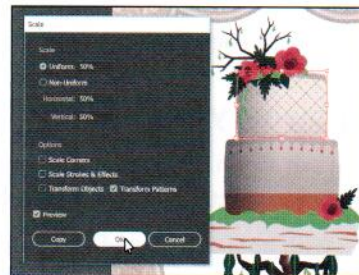 Scale
Scale
Uniform: 50%
Non-Uniform
Horizontal: 50%
Vertical: 50%
Options
Scale Corners
Scale Strokes & Effects
Transform Objects Transform Patterns
Preview
Copy
OK
Cancel